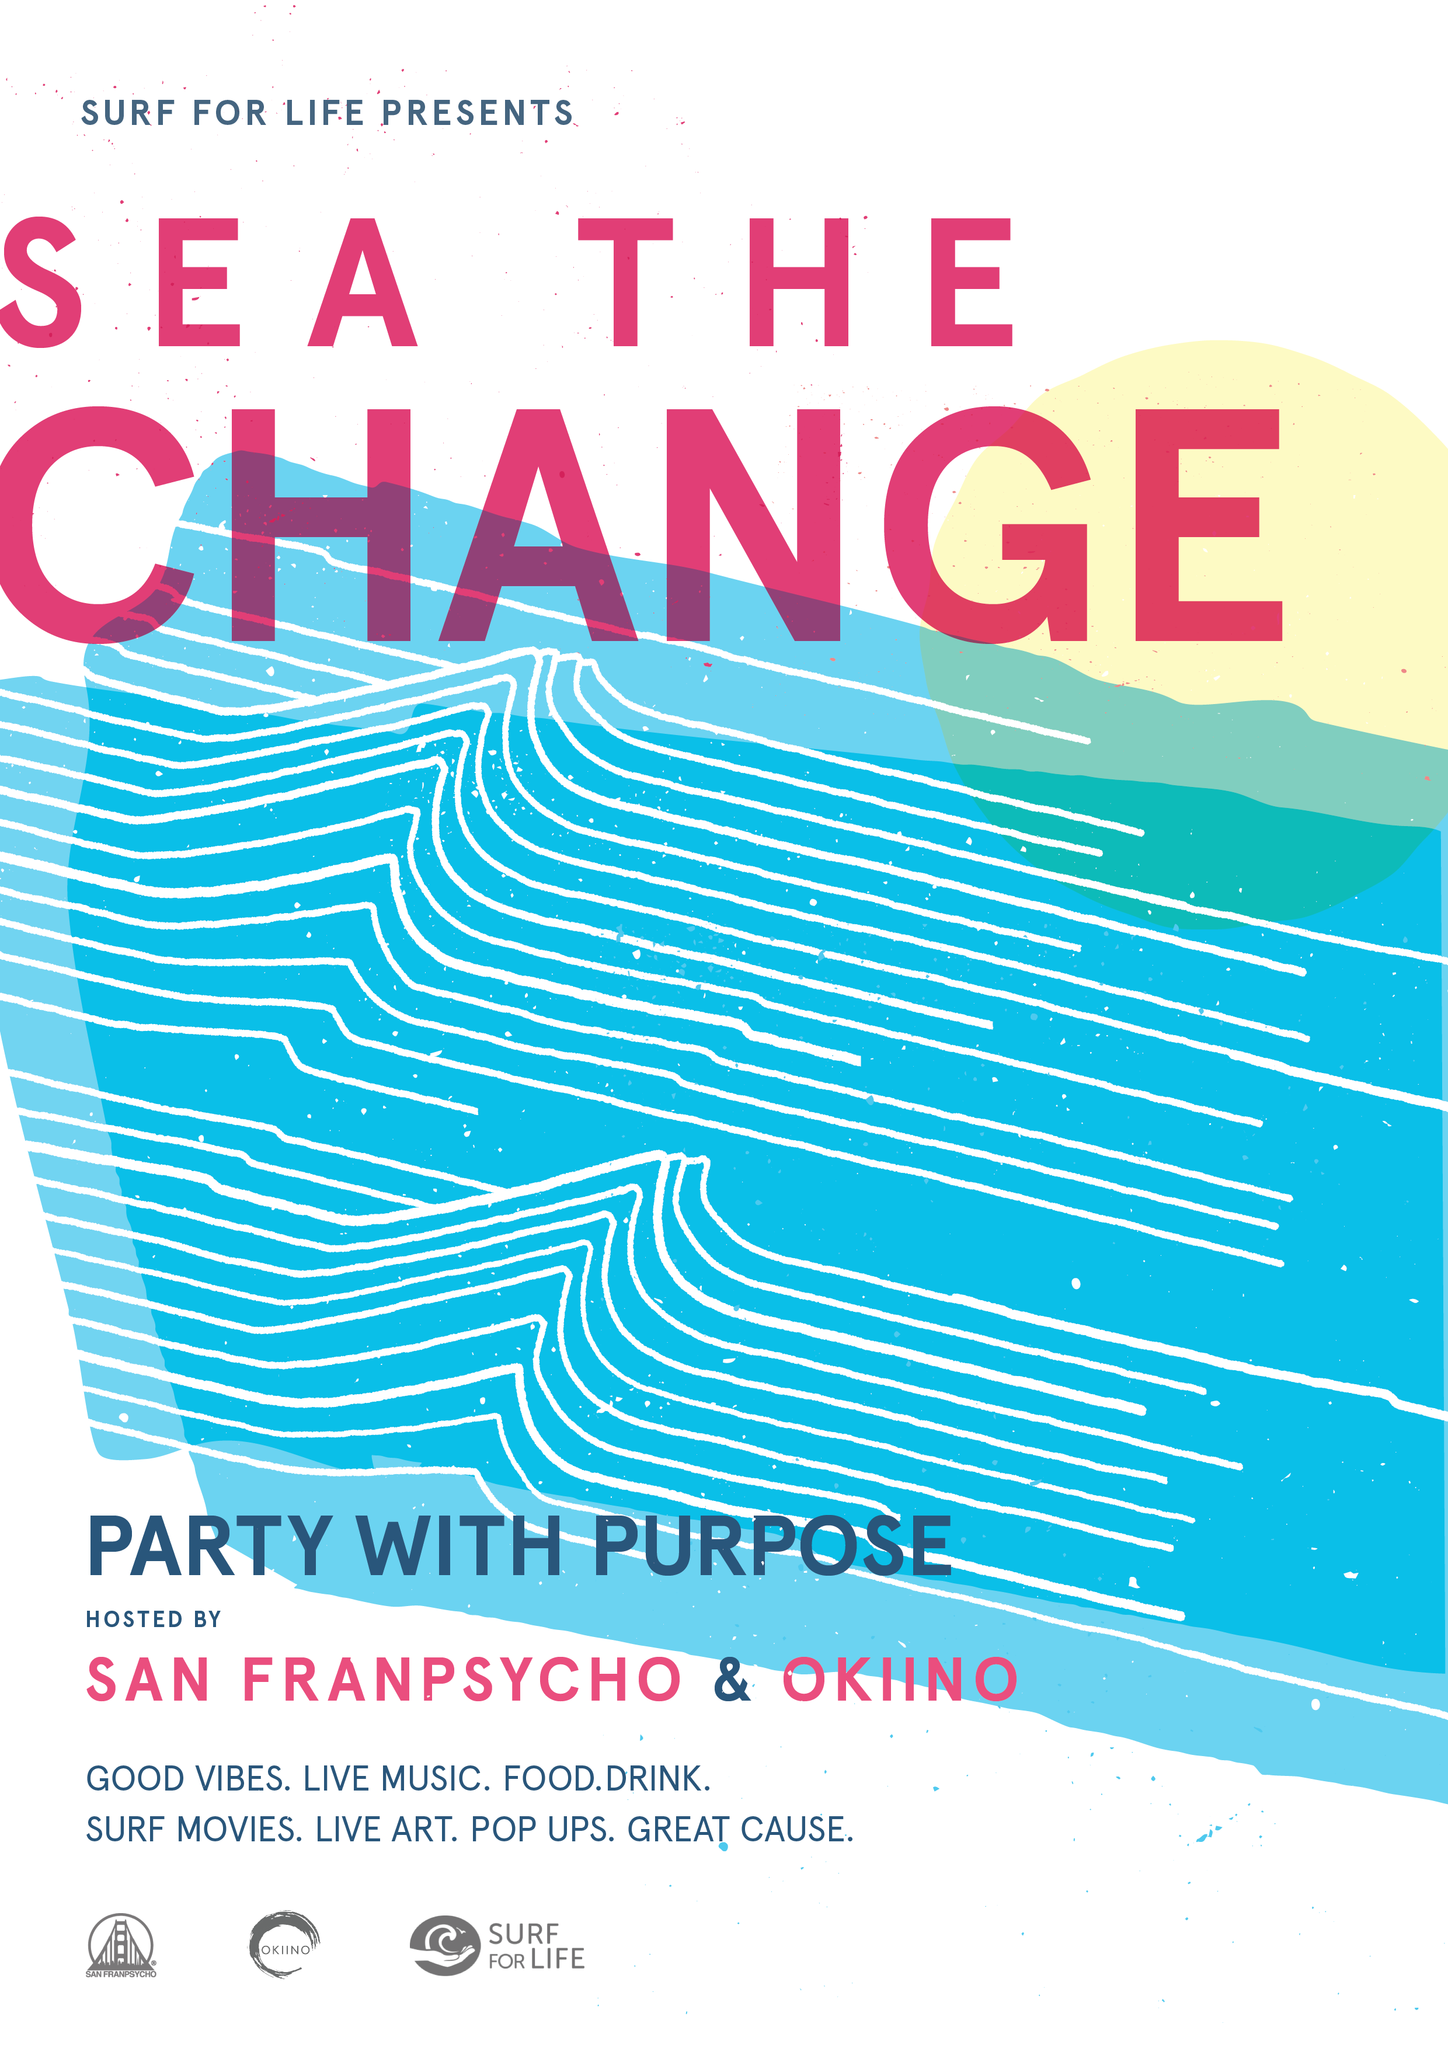 SURF FOR LIFE PRESENTS
SEA THE
CHANGE
PARTY WITH PURPOSE
HOSTED BY
SAN FRANPSYCHO & OKIINO
GOOD VIBES. LIVE MUSIC. FOOD.DRINK.
SURF MOVIES. LIVE ART. POP UPS. GREAT CAUSE.
SAN FRANPSYCHO®
OKIINO
SURF
FOR LIFE